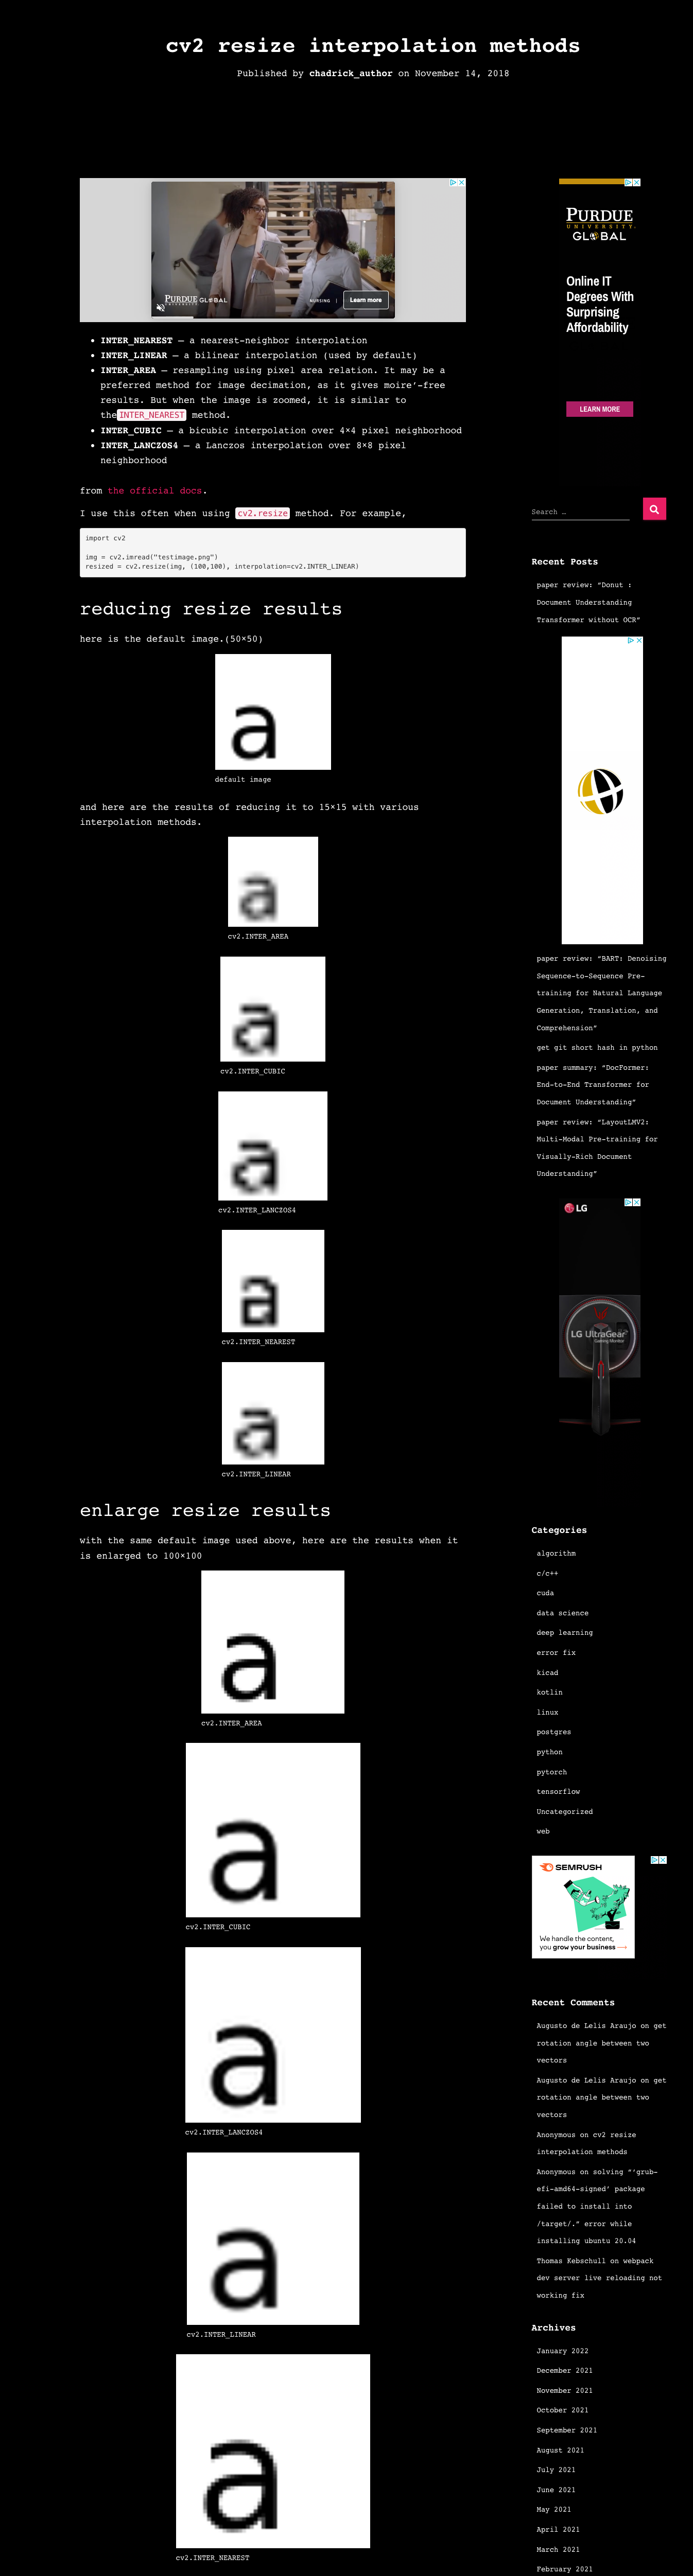 cv2 resize interpolation methods
Published by chadrick_author on November 14, 2018
PURDUE GLOBAL
NURSING
Learn more
• INTER_NEAREST – a nearest-neighbor interpolation
• INTER_LINEAR – a bilinear interpolation (used by default)
• INTER_AREA – resampling using pixel area relation. It may be a
preferred method for image decimation, as it gives moire’-free
results. But when the image is zoomed, it is similar to
the INTER_NEAREST method.
• INTER_CUBIC – a bicubic interpolation over 4×4 pixel neighborhood
• INTER_LANCZOS4 – a Lanczos interpolation over 8×8 pixel
neighborhood
from the official docs.
I use this often when using cv2.resize method. For example,
import cv2
img = cv2.imread("testimage.png")
resized = cv2.resize(img, (100,100), interpolation=cv2.INTER_LINEAR)
reducing resize results
here is the default image.(50×50)
a
default image
and here are the results of reducing it to 15×15 with various
interpolation methods.
a
cv2.INTER_AREA
a
cv2.INTER_CUBIC
a
cv2.INTER_LANCZOS4
a
cv2.INTER_NEAREST
a
cv2.INTER_LINEAR
enlarge resize results
with the same default image used above, here are the results when it
is enlarged to 100×100
a
cv2.INTER_AREA
a
cv2.INTER_CUBIC
a
cv2.INTER_LANCZOS4
a
cv2.INTER_LINEAR
a
cv2.INTER_NEAREST
PURDUE
UNIVERSITY
GLOBAL
Online IT
Degrees With
Surprising
Affordability
LEARN MORE
Search …
Recent Posts
paper review: “Donut :
Document Understanding
Transformer without OCR”
paper review: “BART: Denoising
Sequence-to-Sequence Pre-
training for Natural Language
Generation, Translation, and
Comprehension”
get git short hash in python
paper summary: “DocFormer:
End-to-End Transformer for
Document Understanding”
paper review: “LayoutLMV2:
Multi-Modal Pre-training for
Visually-Rich Document
Understanding”
LG
LG UltraGear
Gaming Monitor
Categories
algorithm
c/c++
cuda
data science
deep learning
error fix
kicad
kotlin
linux
postgres
python
pytorch
tensorflow
Uncategorized
web
SEMRUSH
We handle the content,
you grow your business
Recent Comments
Augusto de Lelis Araujo on get
rotation angle between two
vectors
Augusto de Lelis Araujo on get
rotation angle between two
vectors
Anonymous on cv2 resize
interpolation methods
Anonymous on solving “‘grub-
efi-amd64-signed’ package
failed to install into
/target/.” error while
installing ubuntu 20.04
Thomas Kebschull on webpack
dev server live reloading not
working fix
Archives
January 2022
December 2021
November 2021
October 2021
September 2021
August 2021
July 2021
June 2021
May 2021
April 2021
March 2021
February 2021